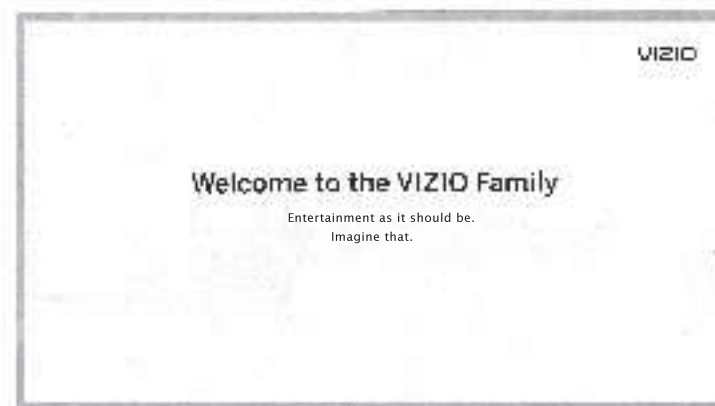 VIZIO
Welcome to the VIZIO Family
Entertainment as it should be.
Imagine that.